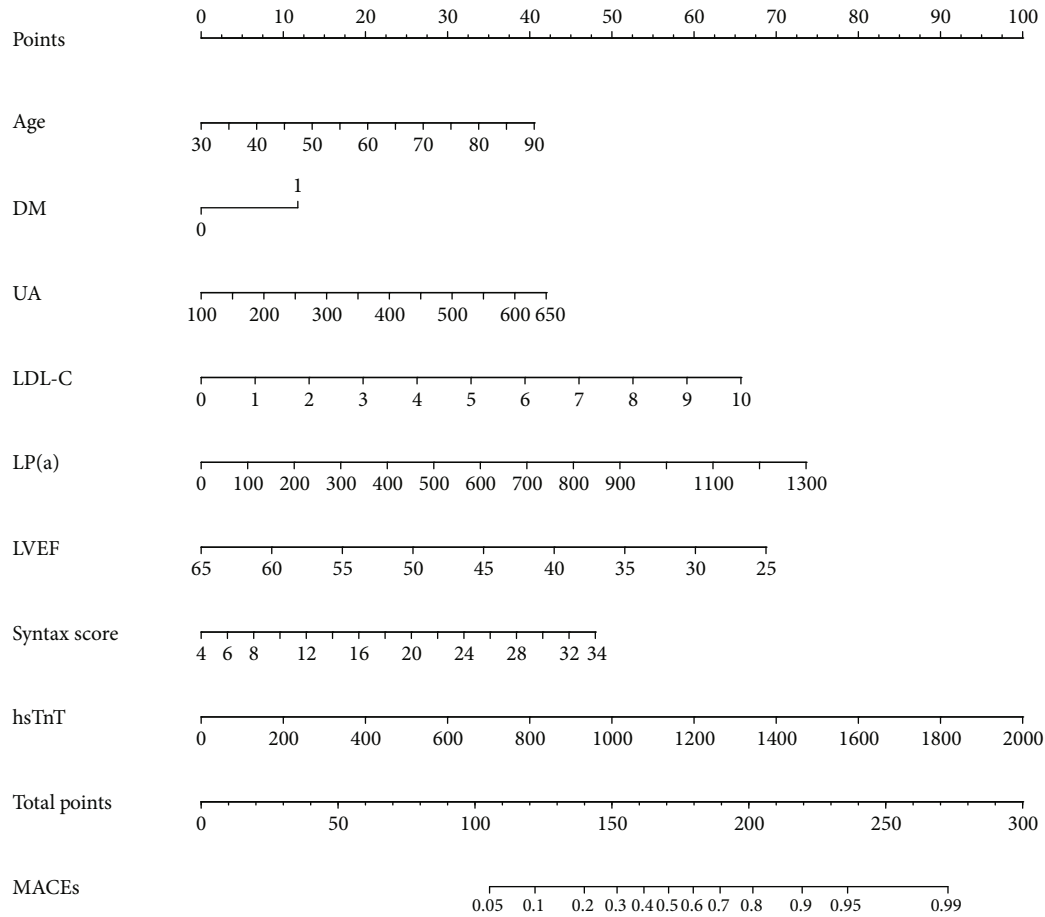 0 10 20 30 40 50 60 70 80 90 100
Points
Age
30 40 50 60 70 80 90
1
DM
0
UA
100 200 300 400 500 600 650
LDL-C
0 1 2 3 4 5 6 7 8 9 10
LP(a)
0 100 200 300 400 500 600 700 800 900 1100 1300
LVEF
65 60 55 50 45 40 35 30 25
Syntax score
4 6 8 12 16 20 24 28 32 34
hsTnT
0 200 400 600 800 1000 1200 1400 1600 1800 2000
Total points
0 50 100 150 200 250 300
MACEs
0.05 0.1 0.2 0.3 0.4 0.5 0.6 0.7 0.8 0.9 0.95 0.99